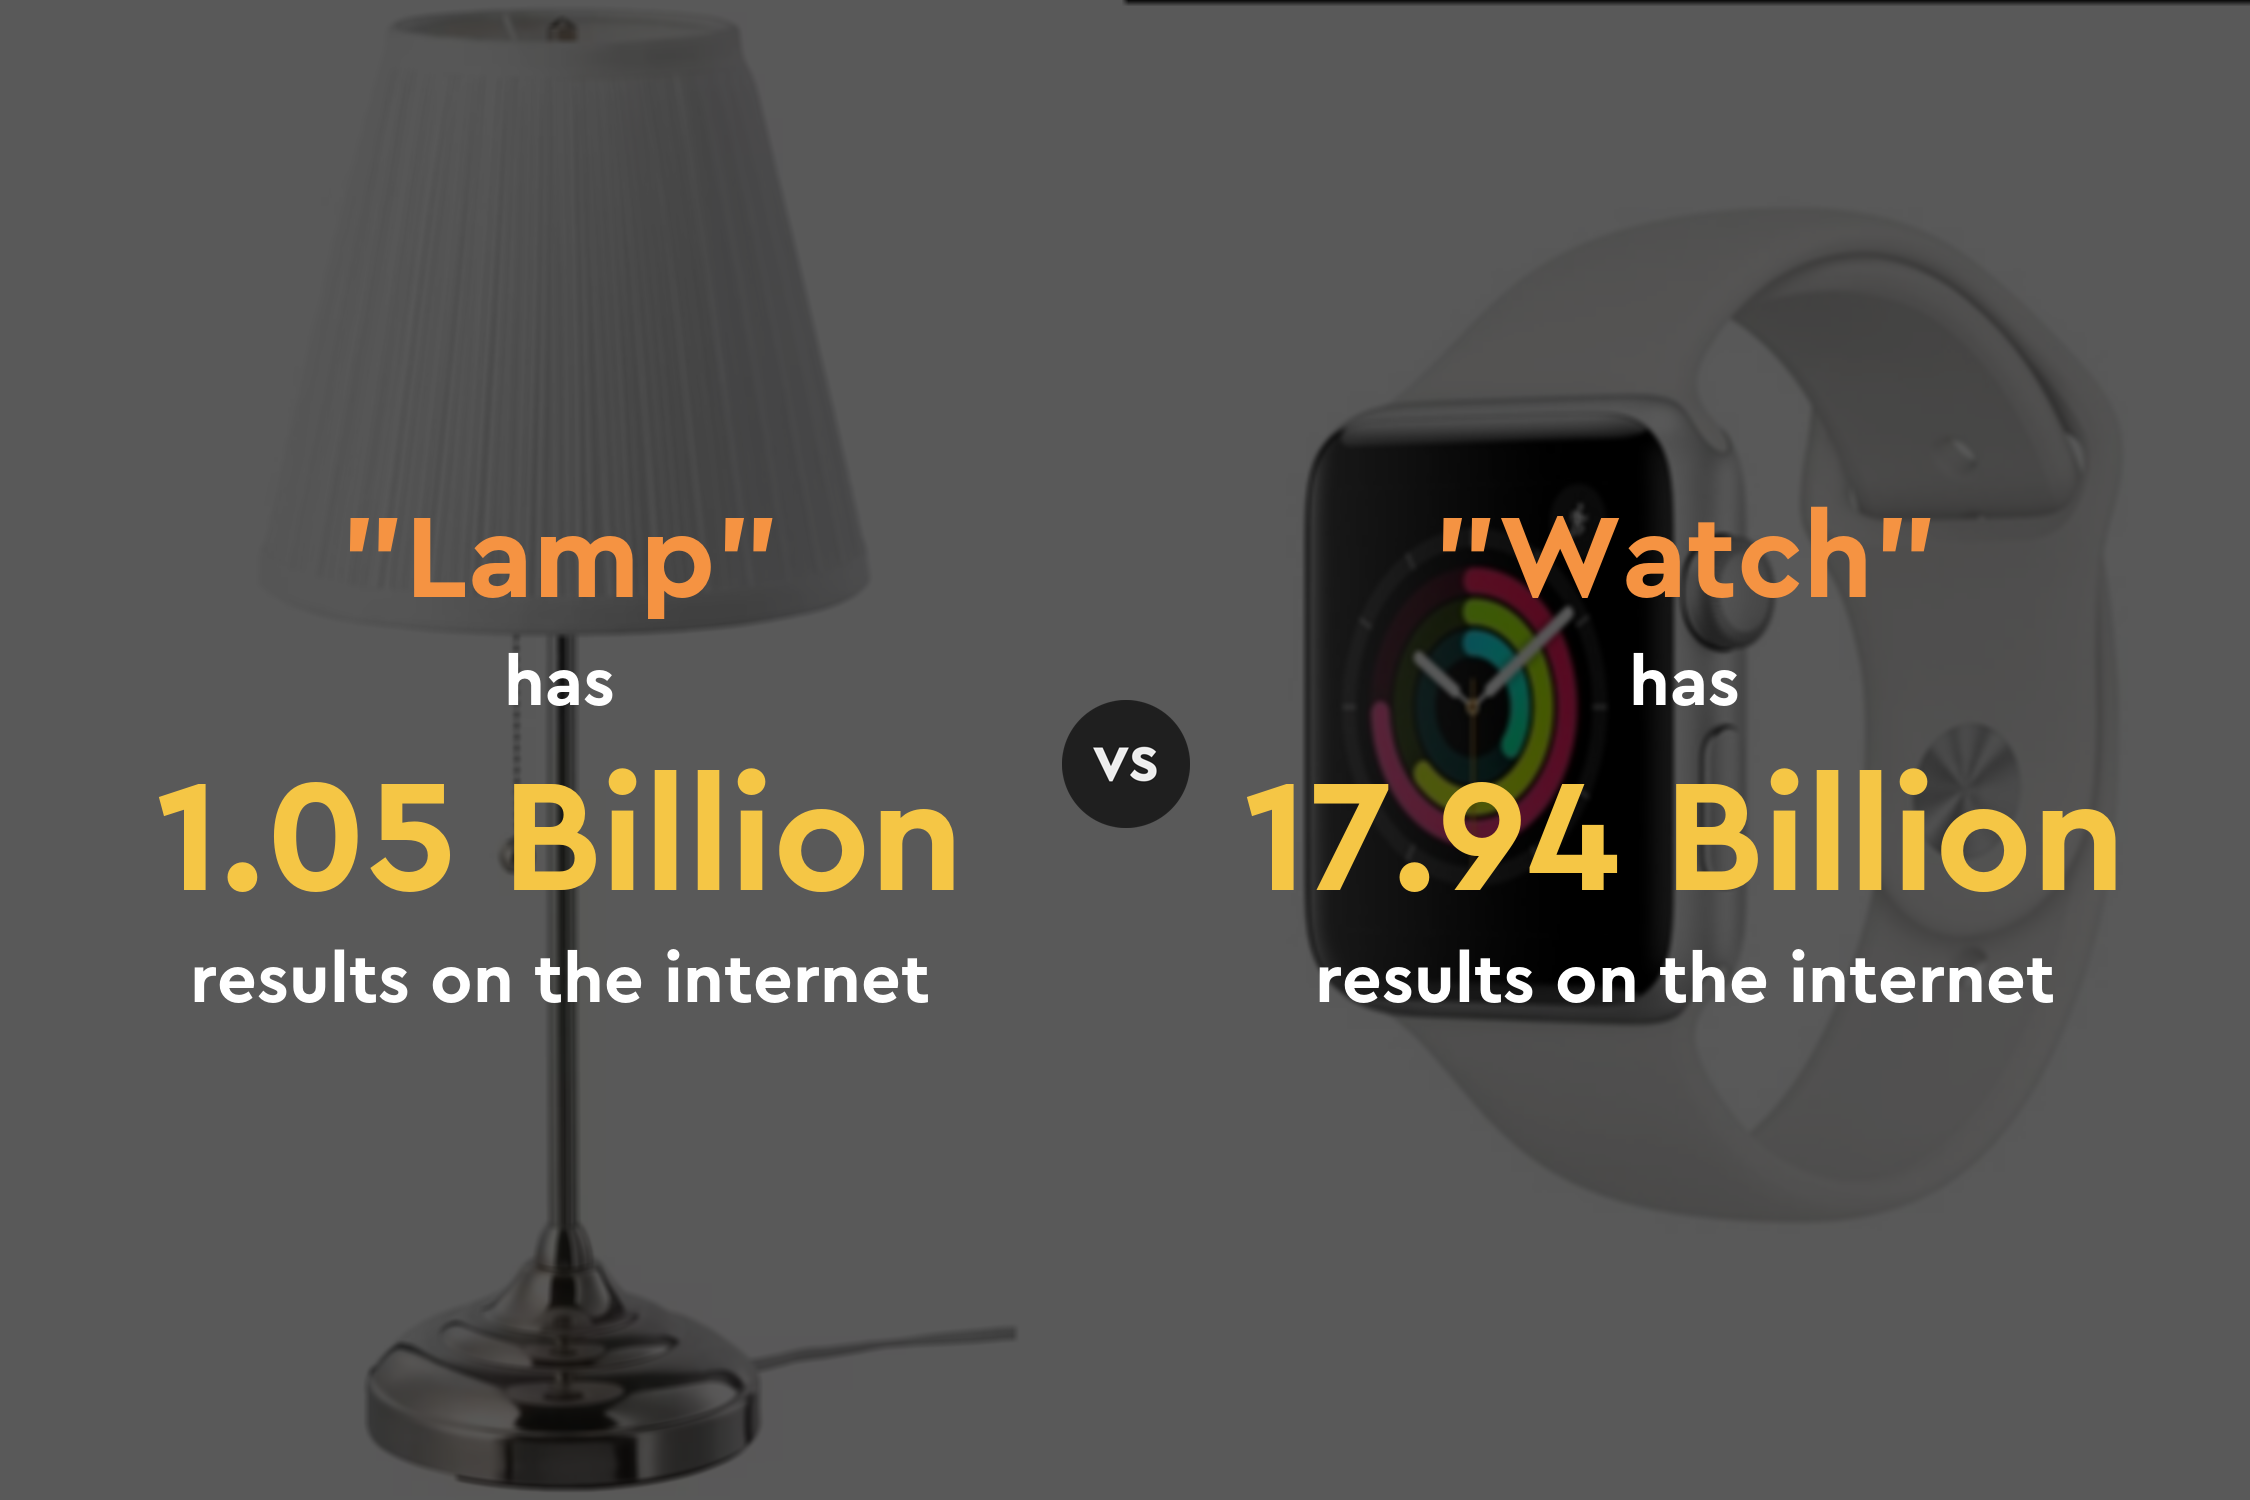 "Lamp"
has
1.05 Billion
results on the internet
vs
"Watch"
has
17.94 Billion
results on the internet